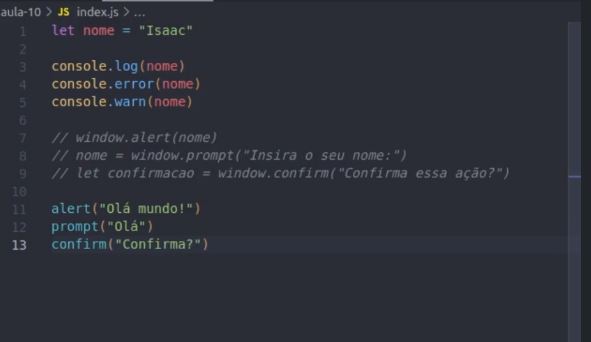 aula-10 > JS index.js > ...
1 let nome = "Isaac"
2
3 console.log(nome)
4 console.error(nome)
5 console.warn(nome)
6
7 // window.alert(nome)
8 // nome = window.prompt("Insira o seu nome:")
9 // let confirmacao = window.confirm("Confirma essa ação?")
10
11 alert("Olá mundo!")
12 prompt("Olá")
13 confirm("Confirma?")